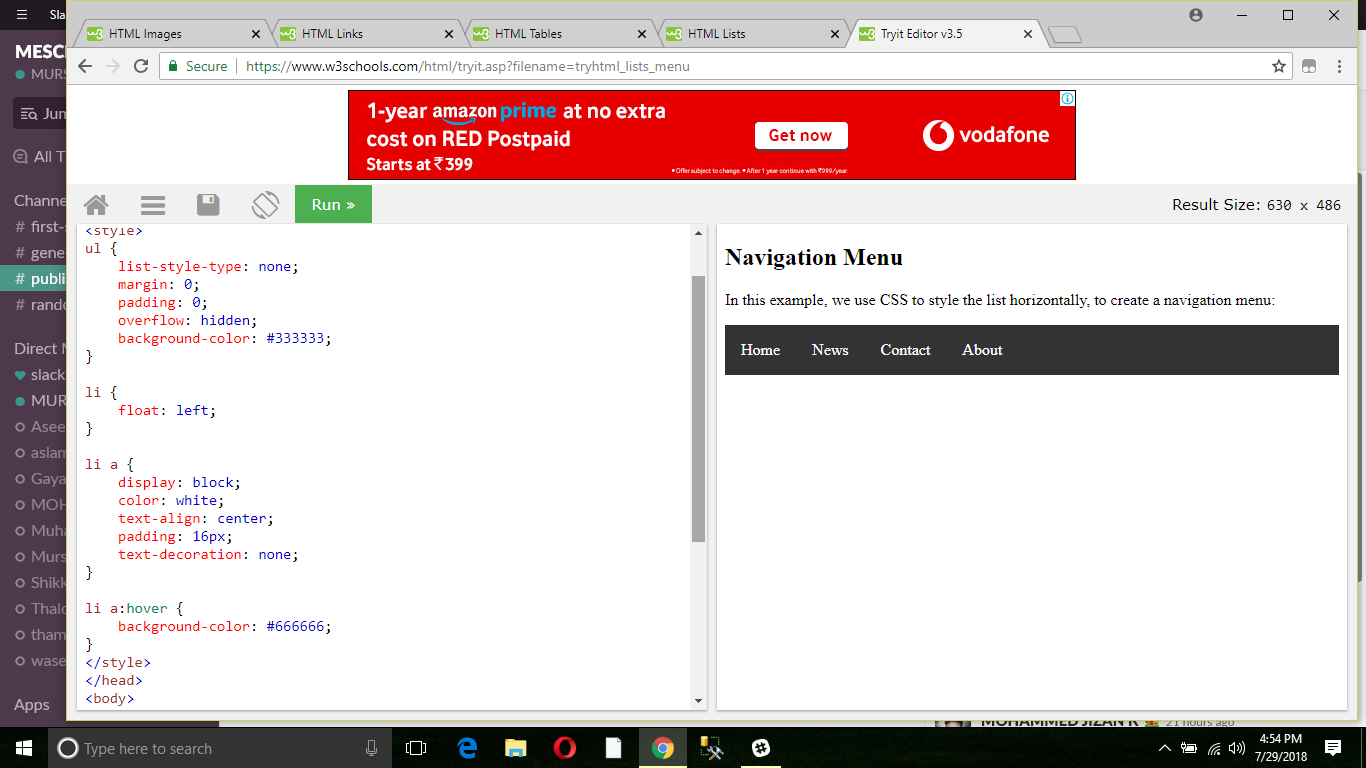 Sla
HTML Images
HTML Links
HTML Tables
HTML Lists
Tryit Editor v3.5
MESC
MURS
Secure
https://www.w3schools.com/html/tryit.asp?filename=tryhtml_lists_menu
Jum
All T
Channe
# first-
# gene
# publi
# rando
Direct M
slack
MUR
Asee
aslam
Gaya
MOH
Muha
Murs
Shikk
Thalo
tham
wase
Apps
1-year amazon prime at no extra
cost on RED Postpaid
Starts at ₹399
Get now
vodafone
• Offer subject to change. • After 1 year continue with ₹999/year.
Run »
Result Size: 630 x 486
<style>
ul {
    list-style-type: none;
    margin: 0;
    padding: 0;
    overflow: hidden;
    background-color: #333333;
}
li {
    float: left;
}
li a {
    display: block;
    color: white;
    text-align: center;
    padding: 16px;
    text-decoration: none;
}
li a:hover {
    background-color: #666666;
}
</style>
</head>
<body>
Navigation Menu
In this example, we use CSS to style the list horizontally, to create a navigation menu:
Home News Contact About
MOHAMMED JIZAN K 21 hours ago
Type here to search
4:54 PM
7/29/2018